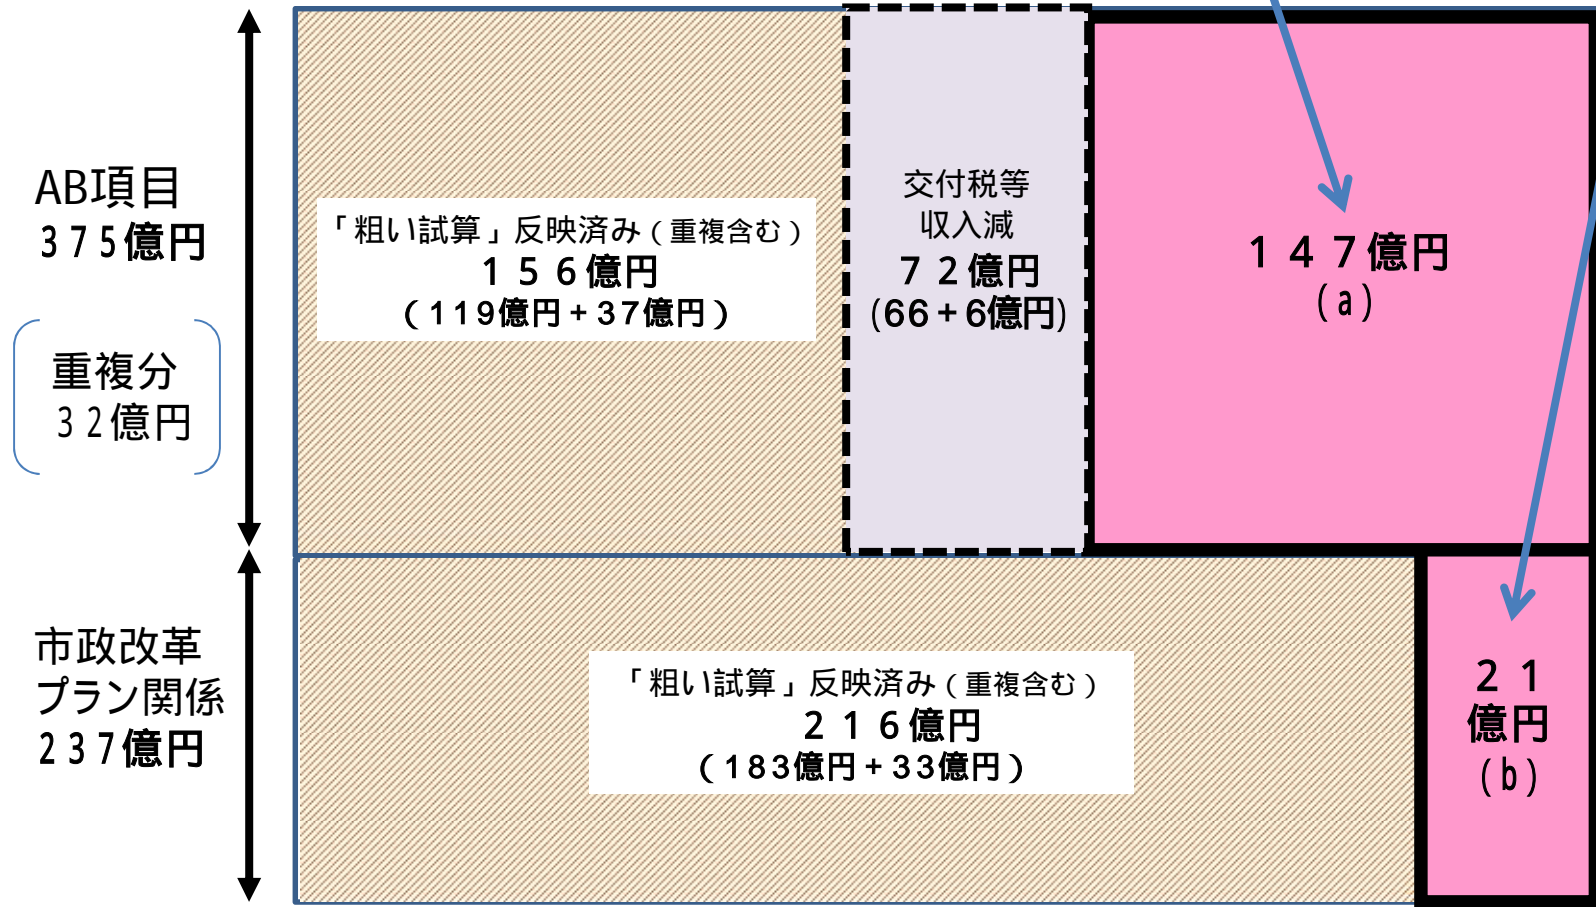 AB項目
375億円
重複分
32億円
「粗い試算」反映済み(重複含む)
156億円
(119億円+37億円)
交付税等
収入減
72億円
(66+6億円)
147億円
(a)
市政改革
プラン関係
237億円
「粗い試算」反映済み(重複含む)
216億円
(183億円+33億円)
21
億円
(b)